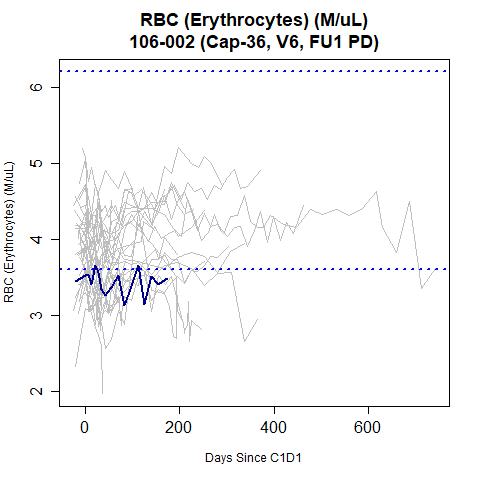 RBC (Erythrocytes) (M/uL)
106-002 (Cap-36, V6, FU1 PD)
RBC (Erythrocytes) (M/uL)
6
5
4
3
2
0 200 400 600
Days Since C1D1